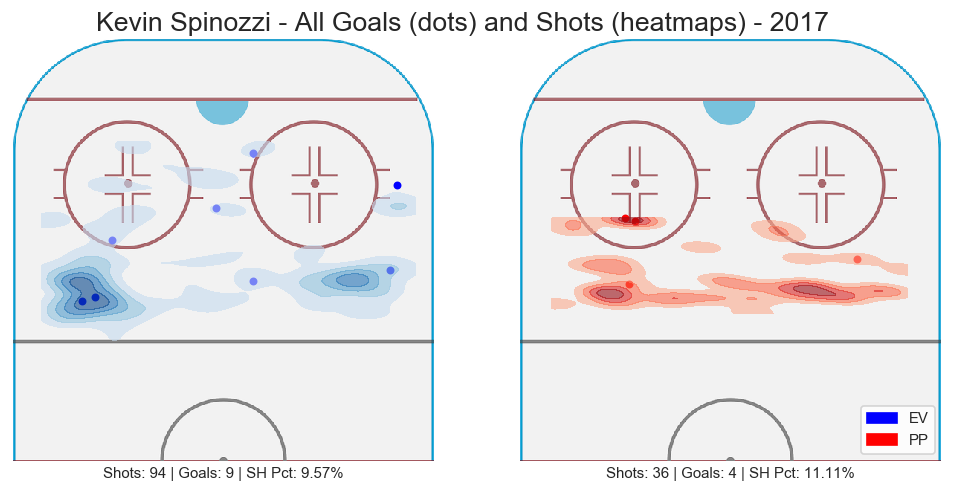 Kevin Spinozzi - All Goals (dots) and Shots (heatmaps) - 2017
EV
PP
Shots: 94 | Goals: 9 | SH Pct: 9.57%
Shots: 36 | Goals: 4 | SH Pct: 11.11%